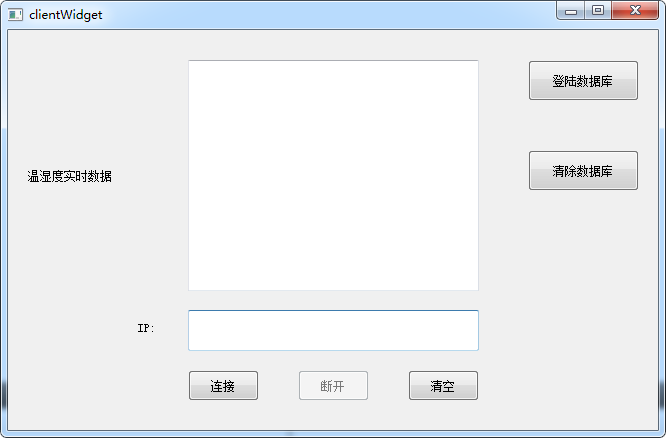 clientWidget
登陆数据库
清除数据库
温湿度实时数据
IP:
连接
断开
清空